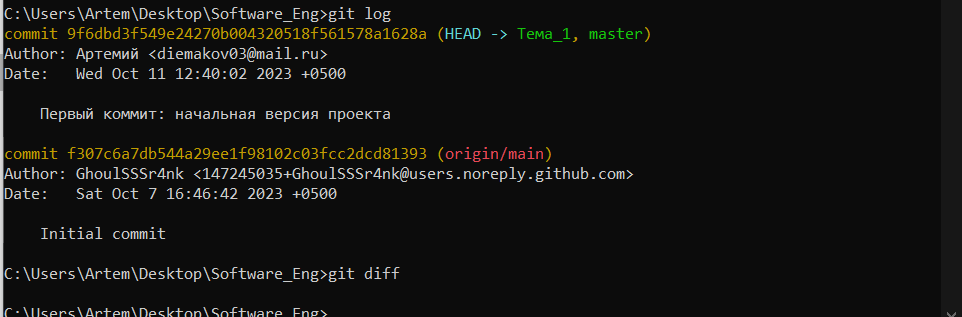 C:\Users\Artem\Desktop\Software_Eng>git log
commit 9f6dbd3f549e24270b004320518f561578a1628a (HEAD -> Тема_1, master)
Author: Артемий <diemakov03@mail.ru>
Date:   Wed Oct 11 12:40:02 2023 +0500
Первый коммит: начальная версия проекта
commit f307c6a7db544a29ee1f98102c03fcc2dcd81393 (origin/main)
Author: GhoulSSSr4nk <147245035+GhoulSSSr4nk@users.noreply.github.com>
Date:   Sat Oct 7 16:46:42 2023 +0500
Initial commit
C:\Users\Artem\Desktop\Software_Eng>git diff
C:\Users\Artem\Desktop\Software_Eng>